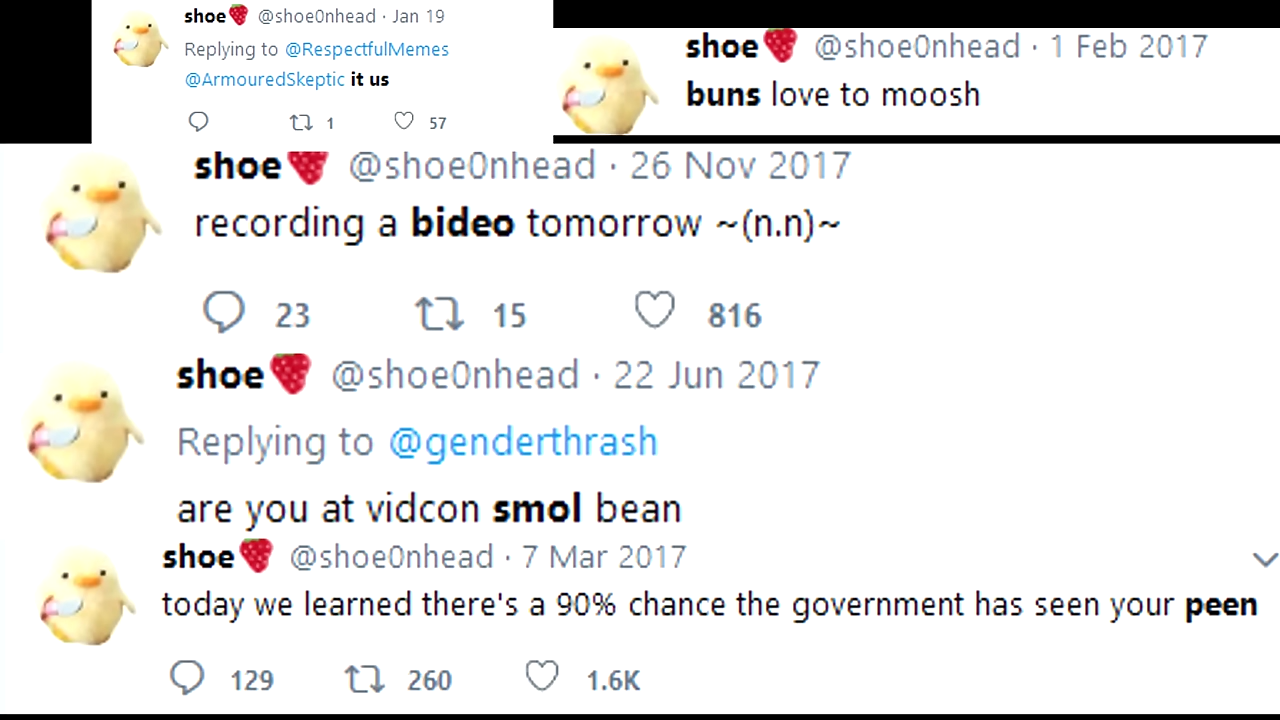 shoe🍓 @shoe0nhead · Jan 19
Replying to @RespectfulMemes
@ArmouredSkeptic it us
1 57
shoe🍓 @shoe0nhead · 1 Feb 2017
buns love to moosh
shoe🍓 @shoe0nhead · 26 Nov 2017
recording a bideo tomorrow ~(n.n)~
23 15 816
shoe🍓 @shoe0nhead · 22 Jun 2017
Replying to @genderthrash
are you at vidcon smol bean
shoe🍓 @shoe0nhead · 7 Mar 2017
today we learned there's a 90% chance the government has seen your peen
129 260 1.6K